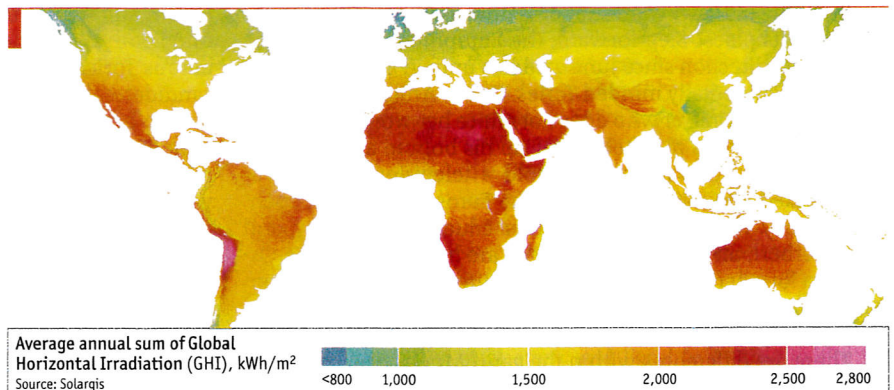 Average annual sum of Global
Horizontal Irradiation (GHI), kWh/m²
Source: Solargis
<800 1,000 1,500 2,000 2,500 2,800